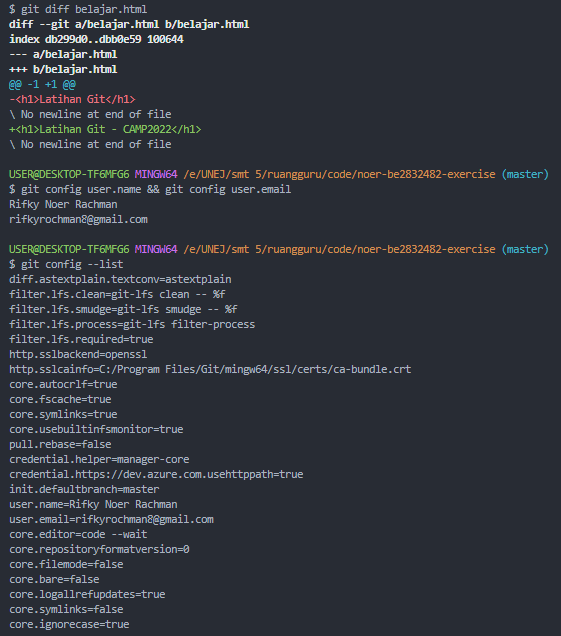 $ git diff belajar.html
diff --git a/belajar.html b/belajar.html
index db299d0..dbb0e59 100644
--- a/belajar.html
+++ b/belajar.html
@@ -1 +1 @@
-<h1>Latihan Git</h1>
\ No newline at end of file
+<h1>Latihan Git - CAMP2022</h1>
\ No newline at end of file
USER@DESKTOP-TF6MFG6 MINGW64 /e/UNEJ/smt 5/ruangguru/code/noer-be2832482-exercise (master)
$ git config user.name && git config user.email
Rifky Noer Rachman
rifkyrochman8@gmail.com
USER@DESKTOP-TF6MFG6 MINGW64 /e/UNEJ/smt 5/ruangguru/code/noer-be2832482-exercise (master)
$ git config --list
diff.astextplain.textconv=astextplain
filter.lfs.clean=git-lfs clean -- %f
filter.lfs.smudge=git-lfs smudge -- %f
filter.lfs.process=git-lfs filter-process
filter.lfs.required=true
http.sslbackend=openssl
http.sslcainfo=C:/Program Files/Git/mingw64/ssl/certs/ca-bundle.crt
core.autocrlf=true
core.fscache=true
core.symlinks=true
core.usebuiltinfsmonitor=true
pull.rebase=false
credential.helper=manager-core
credential.https://dev.azure.com.usehttppath=true
init.defaultbranch=master
user.name=Rifky Noer Rachman
user.email=rifkyrochman8@gmail.com
core.editor=code --wait
core.repositoryformatversion=0
core.filemode=false
core.bare=false
core.logallrefupdates=true
core.symlinks=false
core.ignorecase=true